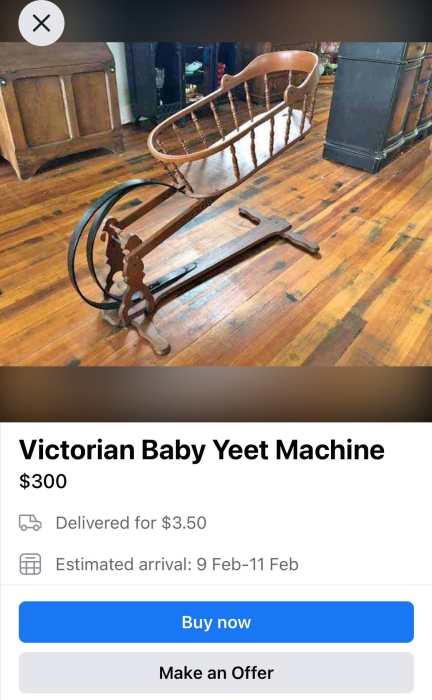 Victorian Baby Yeet Machine
$300
Delivered for $3.50
Estimated arrival: 9 Feb-11 Feb
Buy now
Make an Offer